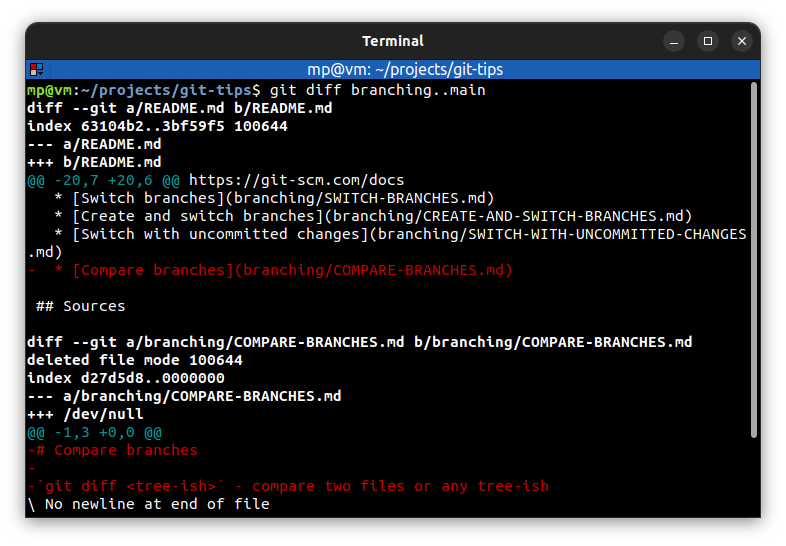 Terminal
mp@vm: ~/projects/git-tips
mp@vm:~/projects/git-tips$ git diff branching..main
diff --git a/README.md b/README.md
index 63104b2..3bf59f5 100644
--- a/README.md
+++ b/README.md
@@ -20,7 +20,6 @@ https://git-scm.com/docs
   * [Switch branches](branching/SWITCH-BRANCHES.md)
   * [Create and switch branches](branching/CREATE-AND-SWITCH-BRANCHES.md)
   * [Switch with uncommitted changes](branching/SWITCH-WITH-UNCOMMITTED-CHANGES
.md)
-  * [Compare branches](branching/COMPARE-BRANCHES.md)
 ## Sources
diff --git a/branching/COMPARE-BRANCHES.md b/branching/COMPARE-BRANCHES.md
deleted file mode 100644
index d27d5d8..0000000
--- a/branching/COMPARE-BRANCHES.md
+++ /dev/null
@@ -1,3 +0,0 @@
-# Compare branches
-
-`git diff <tree-ish>` - compare two files or any tree-ish
\ No newline at end of file